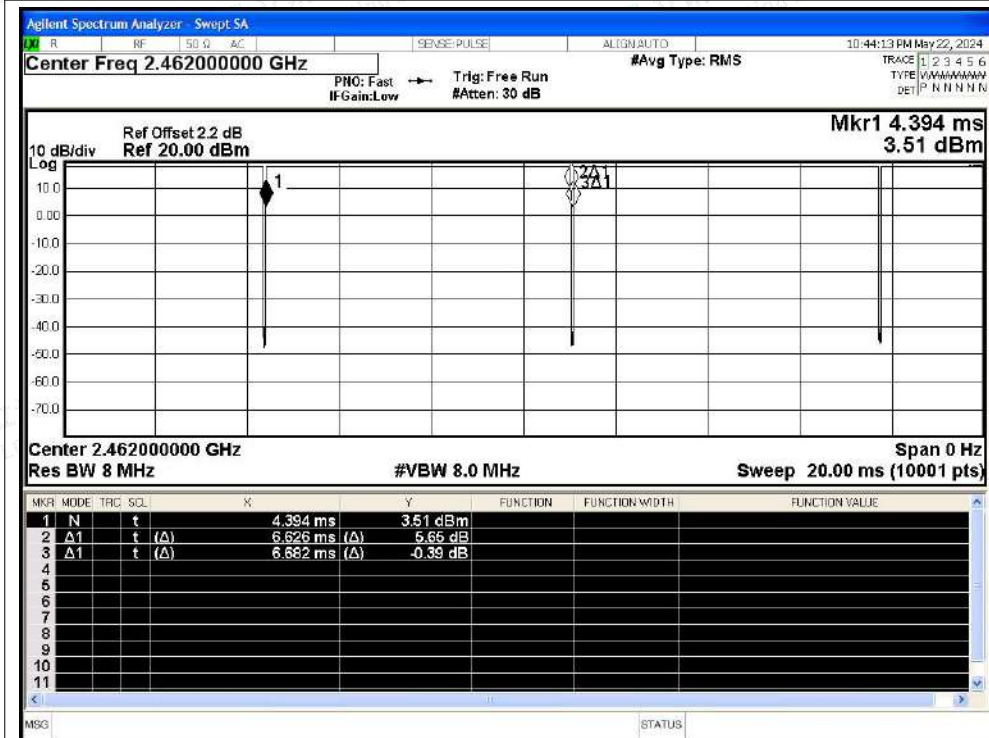 Agilent Spectrum Analyzer - Swept SA
LXI R RF 50 Ω AC SENSE:PULSE ALIGN AUTO 10:44:13 PM May 22, 2024
Center Freq 2.462000000 GHz #Avg Type: RMS TRACE 1 2 3 4 5 6
PNO: Fast Trig: Free Run TYPE
IFGain:Low #Atten: 30 dB DET P N N N N N
Mkr1 4.394 ms
Ref Offset 2.2 dB
10 dB/div Ref 20.00 dBm 3.51 dBm
Log
1 2Δ1
3Δ1
10.0
0.00
-10.0
-20.0
-30.0
-40.0
-50.0
-60.0
-70.0
Center 2.462000000 GHz Span 0 Hz
Res BW 8 MHz #VBW 8.0 MHz Sweep 20.00 ms (10001 pts)
MKR MODE TRC SCL X Y FUNCTION FUNCTION WIDTH FUNCTION VALUE
1 N t 4.394 ms 3.51 dBm
2 Δ1 t (Δ) 6.626 ms (Δ) 5.65 dB
3 Δ1 t (Δ) 6.682 ms (Δ) -0.39 dB
4
5
6
7
8
9
10
11
MSG STATUS